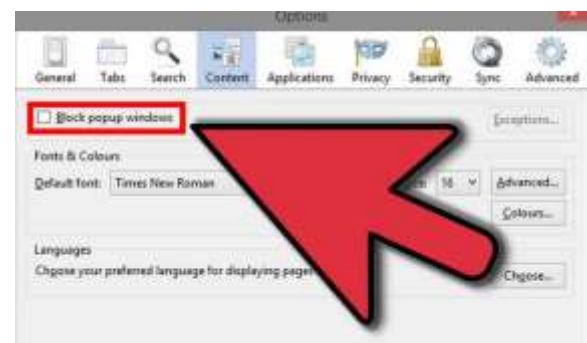 Options
General Tabs Search Content Applications Privacy Security Sync Advanced
Block popup windows
Exceptions...
Fonts & Colours
Default font: Times New Roman 16 Advanced...
Colours...
Languages
Choose your preferred language for displaying pages
Choose...